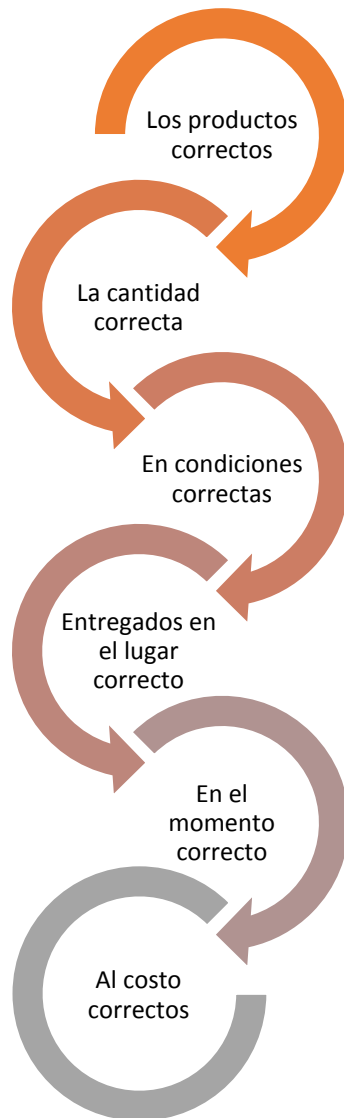 Los productos
correctos
La cantidad
correcta
En condiciones
correctas
Entregados en
el lugar
correcto
En el
momento
correcto
Al costo
correctos